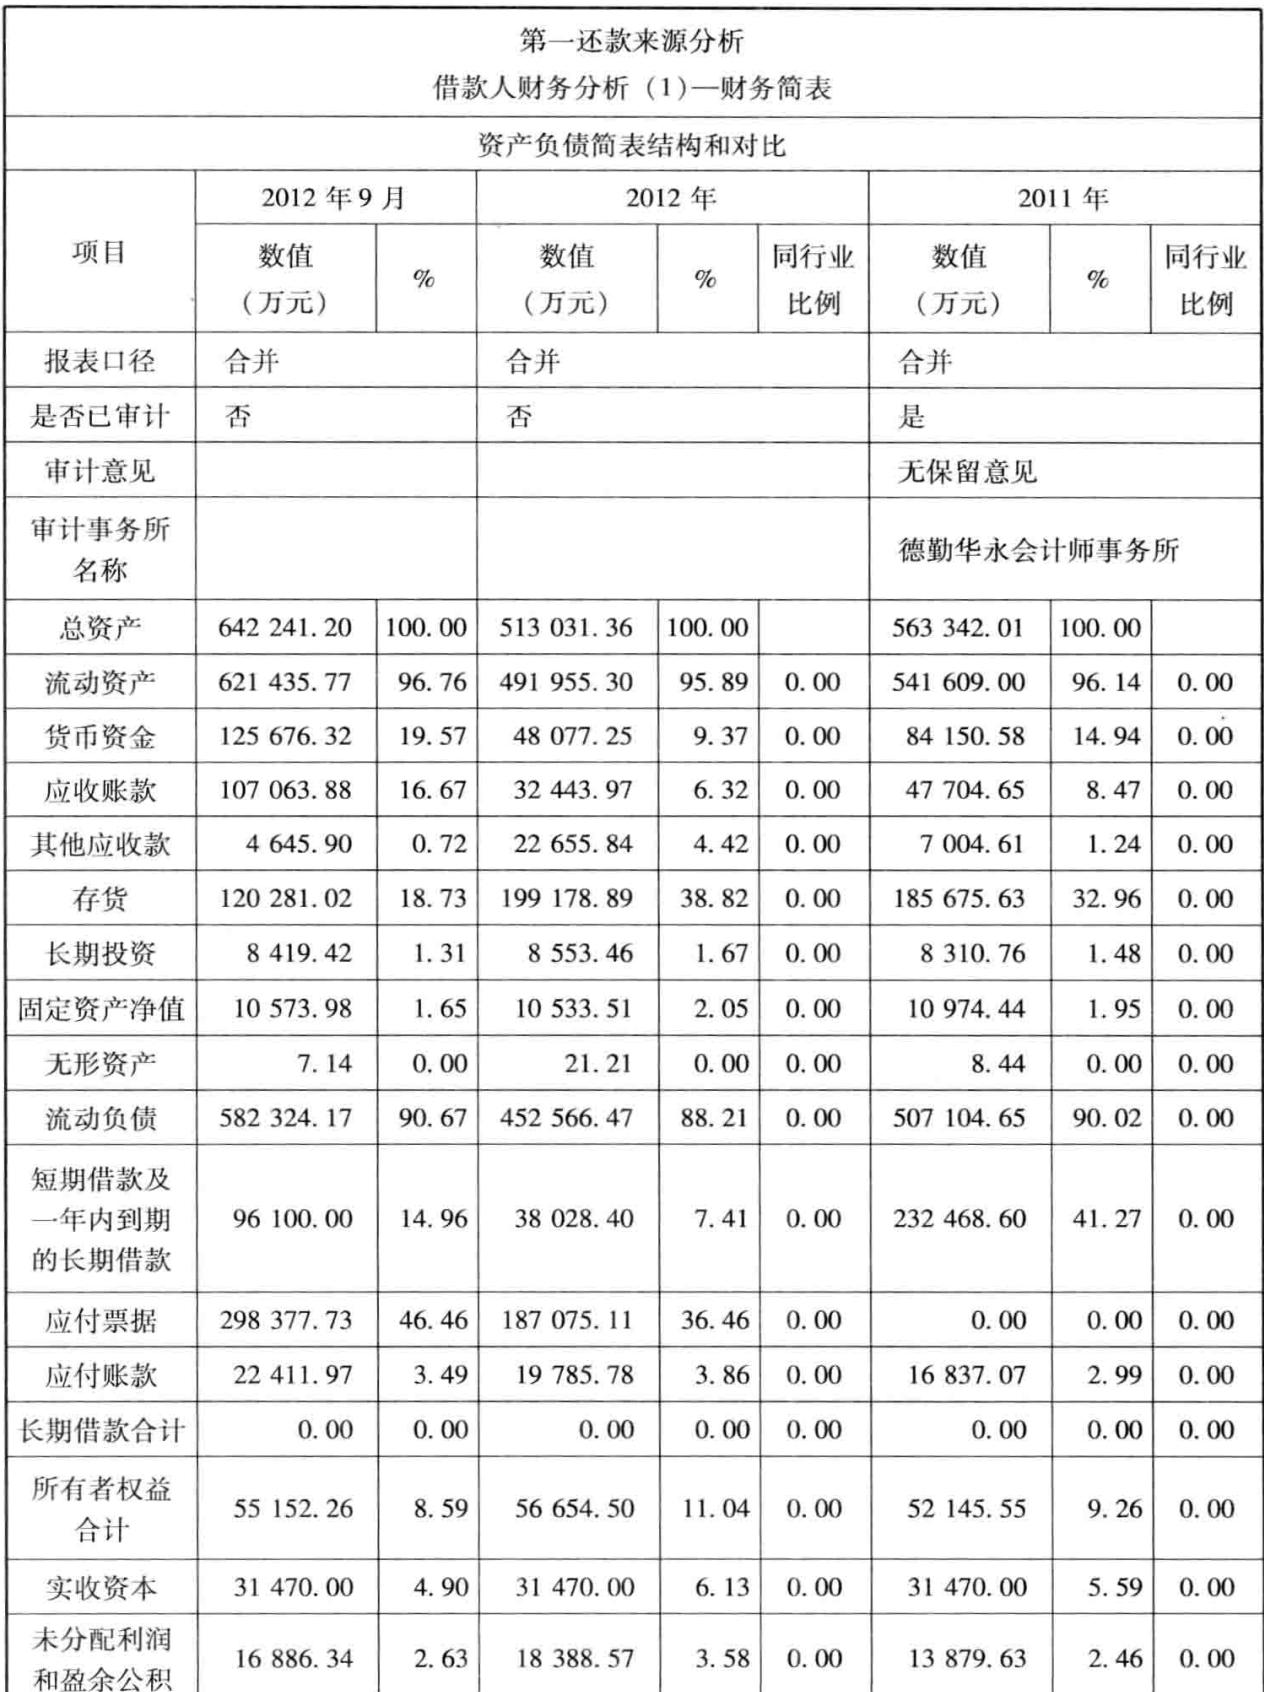 第一还款来源分析
借款人财务分析（1)—财务简表
资产负债简表结构和对比
项目 2012 年 9 月 2012 年 2011 年
数值（万元） % 数值（万元） % 同行业比例 数值（万元） % 同行业比例
报表口径 合并 合并 合并
是否已审计 否 否 是
审计意见 无保留意见
审计事务所名称 德勤华永会计师事务所
总资产 642 241.20 100.00 513 031.36 100.00 563 342.01 100.00
流动资产 621 435.77 96.76 491 955.30 95.89 0.00 541 609.00 96.14 0.00
货币资金 125 676.32 19.57 48 077.25 9.37 0.00 84 150.58 14.94 0.00
应收账款 107 063.88 16.67 32 443.97 6.32 0.00 47 704.65 8.47 0.00
其他应收款 4 645.90 0.72 22 655.84 4.42 0.00 7 004.61 1.24 0.00
存货 120 281.02 18.73 199 178.89 38.82 0.00 185 675.63 32.96 0.00
长期投资 8 419.42 1.31 8 553.46 1.67 0.00 8 310.76 1.48 0.00
固定资产净值 10 573.98 1.65 10 533.51 2.05 0.00 10 974.44 1.95 0.00
无形资产 7.14 0.00 21.21 0.00 0.00 8.44 0.00 0.00
流动负债 582 324.17 90.67 452 566.47 88.21 0.00 507 104.65 90.02 0.00
短期借款及一年内到期的长期借款 96 100.00 14.96 38 028.40 7.41 0.00 232 468.60 41.27 0.00
应付票据 298 377.73 46.46 187 075.11 36.46 0.00 0.00 0.00 0.00
应付账款 22 411.97 3.49 19 785.78 3.86 0.00 16 837.07 2.99 0.00
长期借款合计 0.00 0.00 0.00 0.00 0.00 0.00 0.00 0.00
所有者权益合计 55 152.26 8.59 56 654.50 11.04 0.00 52 145.55 9.26 0.00
实收资本 31 470.00 4.90 31 470.00 6.13 0.00 31 470.00 5.59 0.00
未分配利润和盈余公积 16 886.34 2.63 18 388.57 3.58 0.00 13 879.63 2.46 0.00